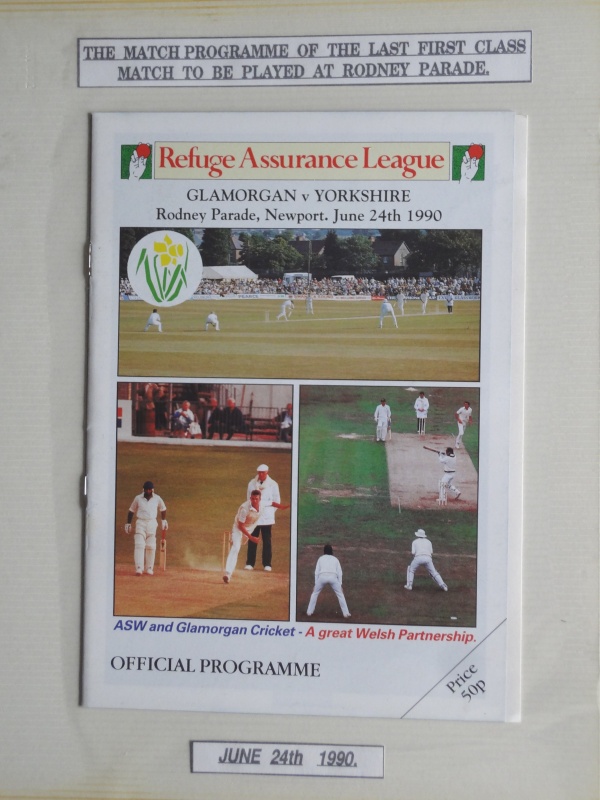 THE MATCH PROGRAMME OF THE LAST FIRST CLASS
MATCH TO BE PLAYED AT RODNEY PARADE.
Refuge Assurance League
GLAMORGAN v YORKSHIRE
Rodney Parade, Newport. June 24th 1990
ASW and Glamorgan Cricket - A great Welsh Partnership.
OFFICIAL PROGRAMME
Price
50p
JUNE 24th 1990.